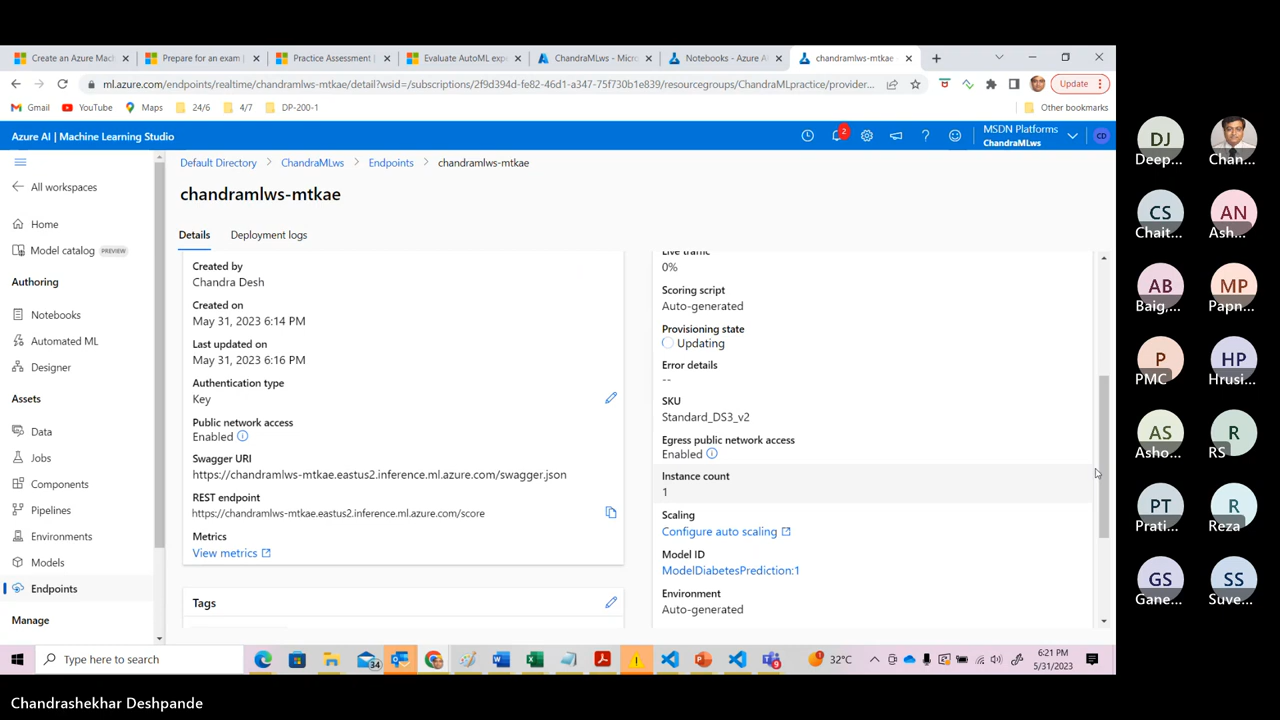 Create an Azure Mac
Prepare for an exam |
Practice Assessment |
Evaluate AutoML exp
ChandraMLws - Micro
Notebooks - Azure A
chandramlws-mtkae
ml.azure.com/endpoints/realtime/chandramlws-mtkae/detail?wsid=/subscriptions/2f9d394d-fe82-46d1-a347-75f730b1e839/resourcegroups/ChandraMLpractice/provider...
Update
Gmail
YouTube
Maps
24/6
4/7
DP-200-1
Other bookmarks
Azure AI | Machine Learning Studio
2
MSDN Platforms
ChandraMLws
CD
All workspaces
Home
Model catalog PREVIEW
Authoring
Notebooks
Automated ML
Designer
Assets
Data
Jobs
Components
Pipelines
Environments
Models
Endpoints
Manage
Default Directory
ChandraMLws
Endpoints
chandramlws-mtkae
chandramlws-mtkae
Details
Deployment logs
Created by
Chandra Desh
Created on
May 31, 2023 6:14 PM
Last updated on
May 31, 2023 6:16 PM
Authentication type
Key
Public network access
Enabled
Swagger URI
https://chandramlws-mtkae.eastus2.inference.ml.azure.com/swagger.json
REST endpoint
https://chandramlws-mtkae.eastus2.inference.ml.azure.com/score
Metrics
View metrics
Tags
Live traffic
0%
Scoring script
Auto-generated
Provisioning state
Updating
Error details
--
SKU
Standard_DS3_v2
Egress public network access
Enabled
Instance count
1
Scaling
Configure auto scaling
Model ID
ModelDiabetesPrediction:1
Environment
Auto-generated
DJ
Deep...
Chan...
CS
Chait...
AN
Ash...
AB
Baig,...
MP
Papn...
P
PMC
HP
Hrusi...
AS
Asho...
R
RS
PT
Prati...
R
Reza
GS
Gane...
SS
Suve...
Type here to search
34
9
32°C
6:21 PM
5/31/2023
Chandrashekhar Deshpande